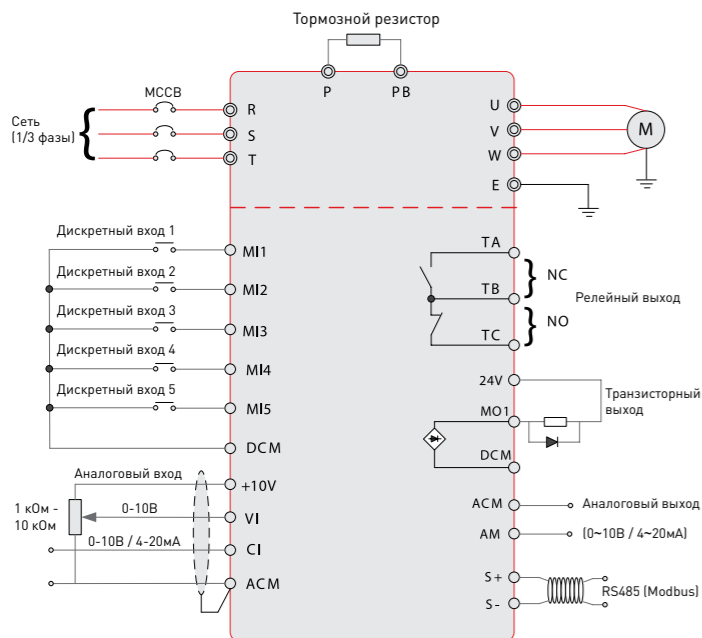 Тормозной резистор
P
PB
MCCB
Сеть
(1/3 фазы)
R
S
T
U
V
W
E
M
Дискретный вход 1
MI1
Дискретный вход 2
MI2
Дискретный вход 3
MI3
Дискретный вход 4
MI4
Дискретный вход 5
MI5
DCM
TA
TB
TC
NC
NO
Релейный выход
24V
MO1
DCM
Транзисторный
выход
Аналоговый вход
+10V
1 кОм -
10 кОм
0-10В
VI
0-10В / 4-20мА
CI
ACM
ACM
Аналоговый выход
AM
(0~10В / 4~20мА)
S+
S-
RS485 (Modbus)